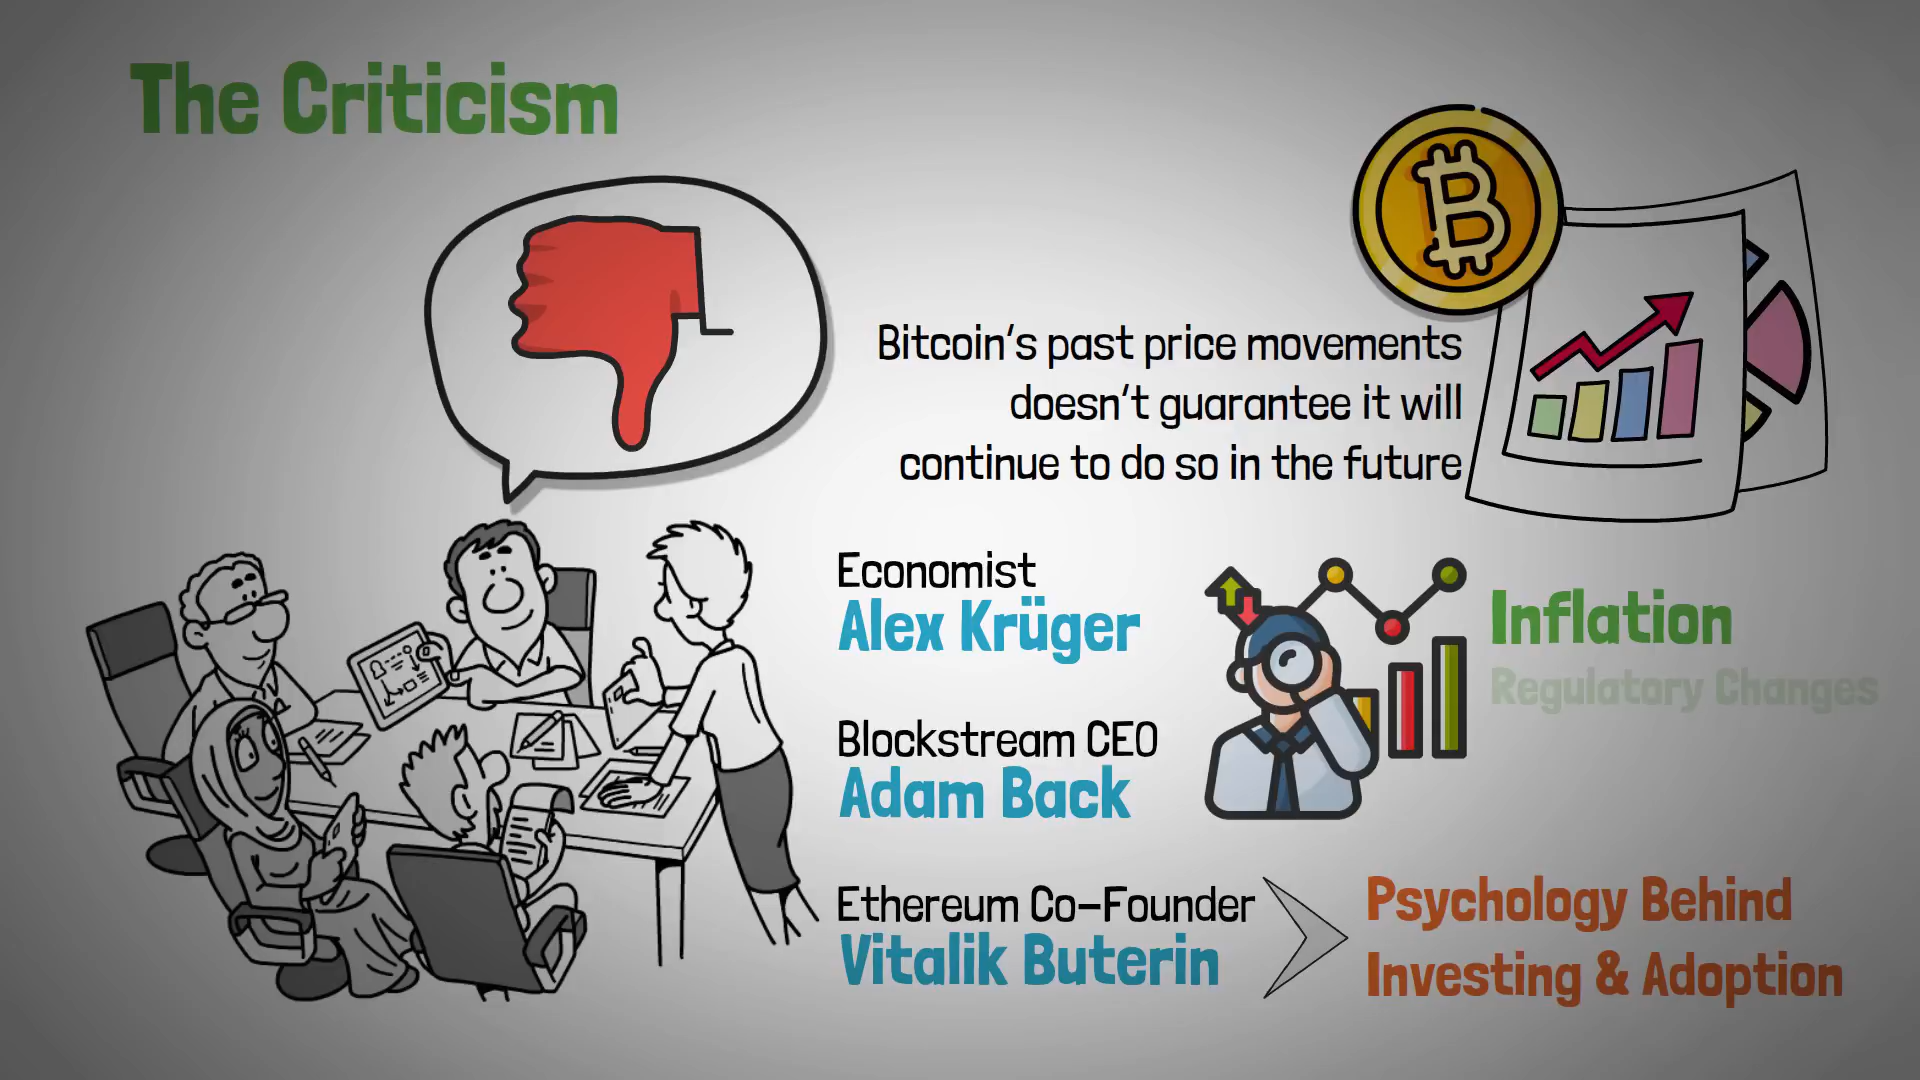 The Criticism
Bitcoin's past price movements
doesn't guarantee it will
continue to do so in the future
Economist
Alex Krüger
Inflation
Regulatory Changes
Blockstream CEO
Adam Back
Ethereum Co-Founder
Vitalik Buterin
Psychology Behind
Investing & Adoption